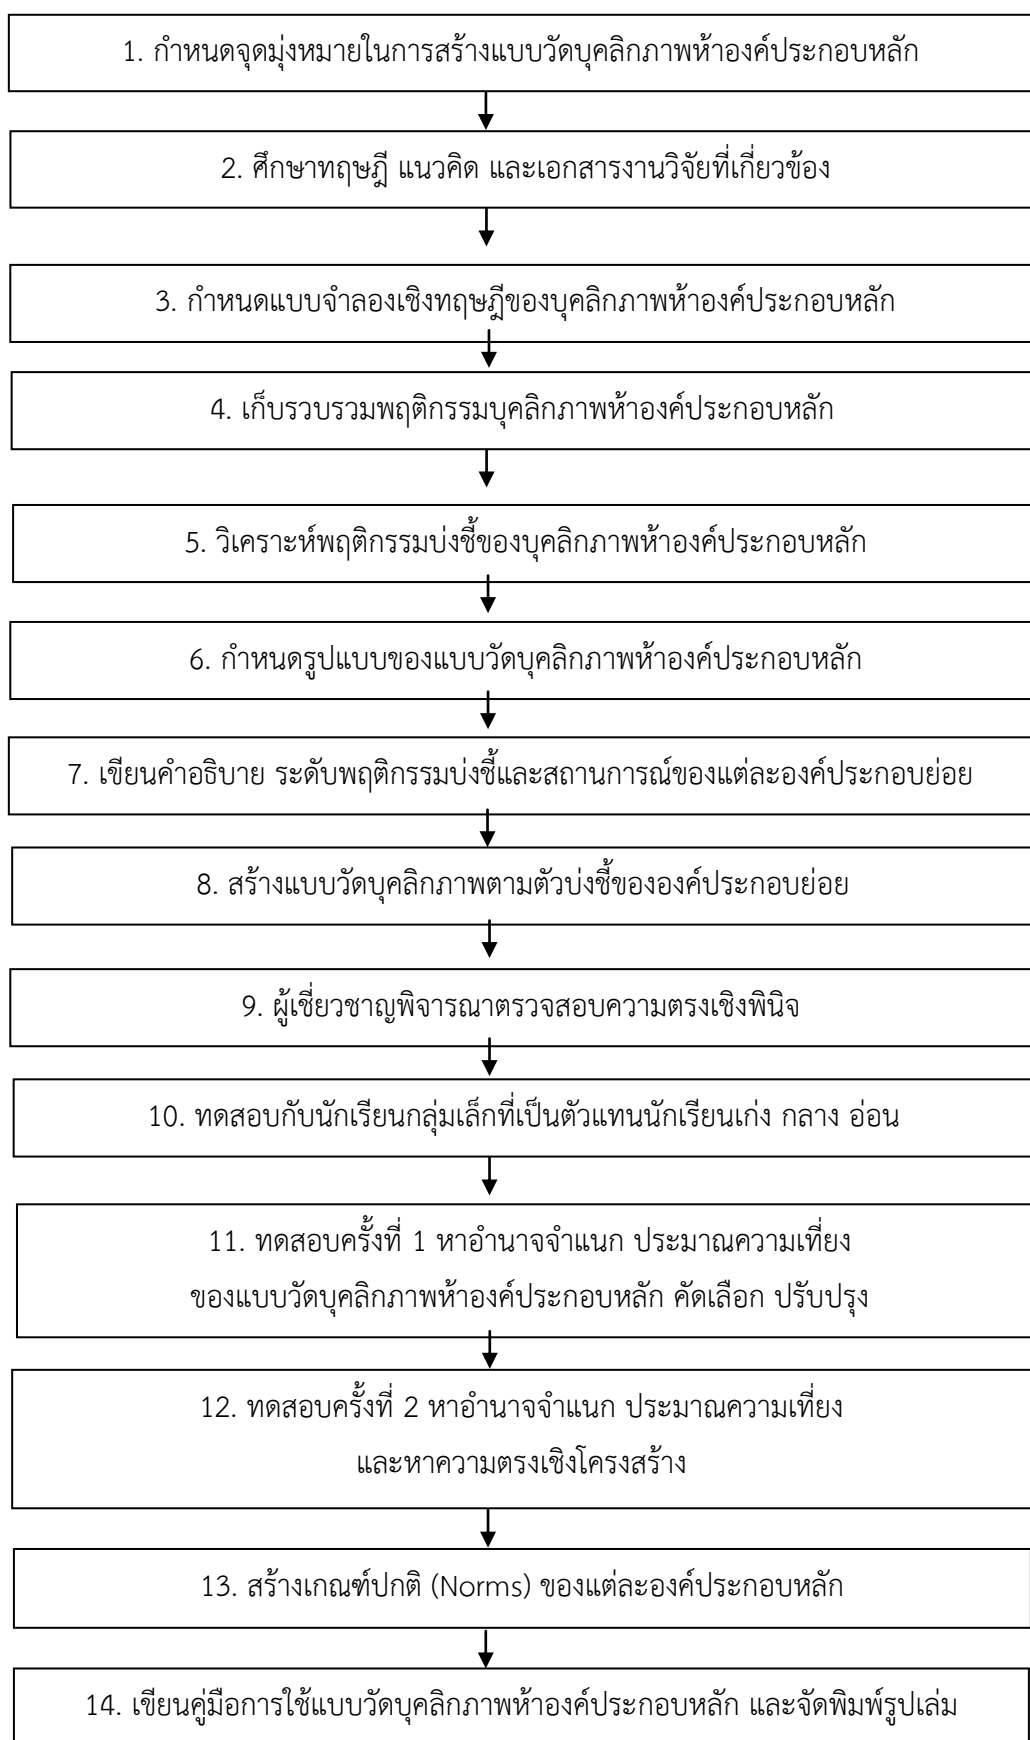 1. กำหนดจุดมุ่งหมายในการสร้างแบบวัดบุคลิกภาพห้าองค์ประกอบหลัก
2. ศึกษาทฤษฎี แนวคิด และเอกสารงานวิจัยที่เกี่ยวข้อง
3. กำหนดแบบจำลองเชิงทฤษฎีของบุคลิกภาพห้าองค์ประกอบหลัก
4. เก็บรวบรวมพฤติกรรมบุคลิกภาพห้าองค์ประกอบหลัก
5. วิเคราะห์พฤติกรรมบ่งชี้ของบุคลิกภาพห้าองค์ประกอบหลัก
6. กำหนดรูปแบบของแบบวัดบุคลิกภาพห้าองค์ประกอบหลัก
7. เขียนคำอธิบาย ระดับพฤติกรรมบ่งชี้และสถานการณ์ของแต่ละองค์ประกอบย่อย
8. สร้างแบบวัดบุคลิกภาพตามตัวบ่งชี้ขององค์ประกอบย่อย
9. ผู้เชี่ยวชาญพิจารณาตรวจสอบความตรงเชิงพินิจ
10. ทดสอบกับนักเรียนกลุ่มเล็กที่เป็นตัวแทนนักเรียนเก่ง กลาง อ่อน
11. ทดสอบครั้งที่ 1 หาอำนาจจำแนก ประมาณความเที่ยง
ของแบบวัดบุคลิกภาพห้าองค์ประกอบหลัก คัดเลือก ปรับปรุง
12. ทดสอบครั้งที่ 2 หาอำนาจจำแนก ประมาณความเที่ยง
และหาความตรงเชิงโครงสร้าง
13. สร้างเกณฑ์ปกติ (Norms) ของแต่ละองค์ประกอบหลัก
14. เขียนคู่มือการใช้แบบวัดบุคลิกภาพห้าองค์ประกอบหลัก และจัดพิมพ์รูปเล่ม